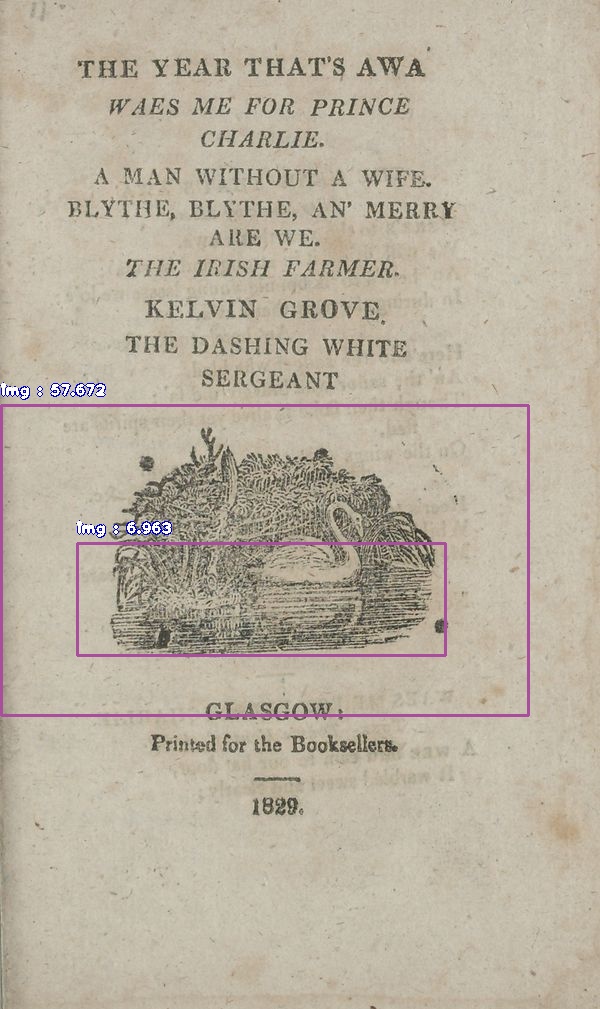 THE YEAR THAT'S AWA
WAES ME FOR PRINCE
CHARLIE.
A MAN WITHOUT A WIFE.
BLYTHE, BLYTHE, AN' MERRY
ARE WE.
THE IRISH FARMER.
KELVIN GROVE.
THE DASHING WHITE
SERGEANT
img : 57.672
img : 6.963
GLASGOW:
Printed for the Booksellers.
1829.